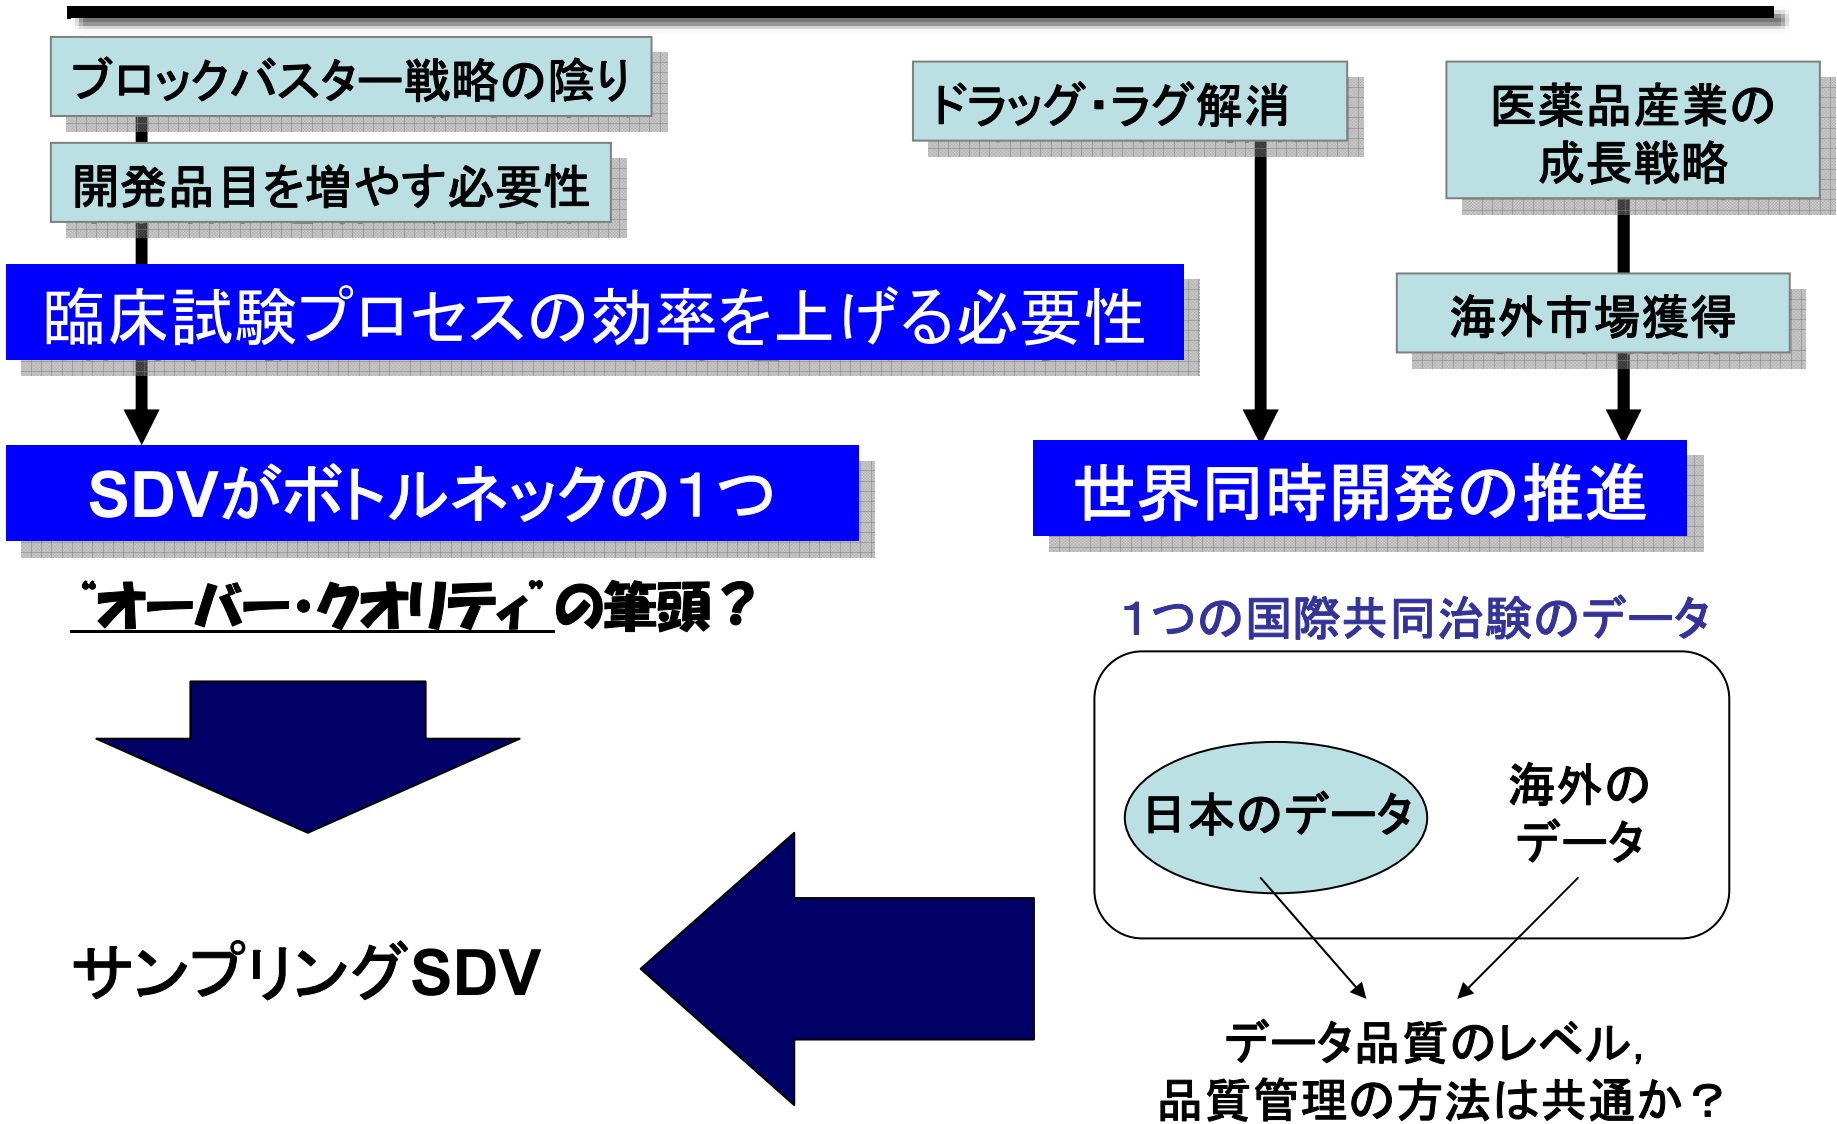 ブロックバスター戦略の陰り
開発品目を増やす必要性
臨床試験プロセスの効率を上げる必要性
SDVがボトルネックの1つ
“オーバー・クオリティ”の筆頭？
サンプリングSDV
ドラッグ・ラグ解消
医薬品産業の
成長戦略
海外市場獲得
世界同時開発の推進
1つの国際共同治験のデータ
日本のデータ
海外の
データ
データ品質のレベル,
品質管理の方法は共通か？